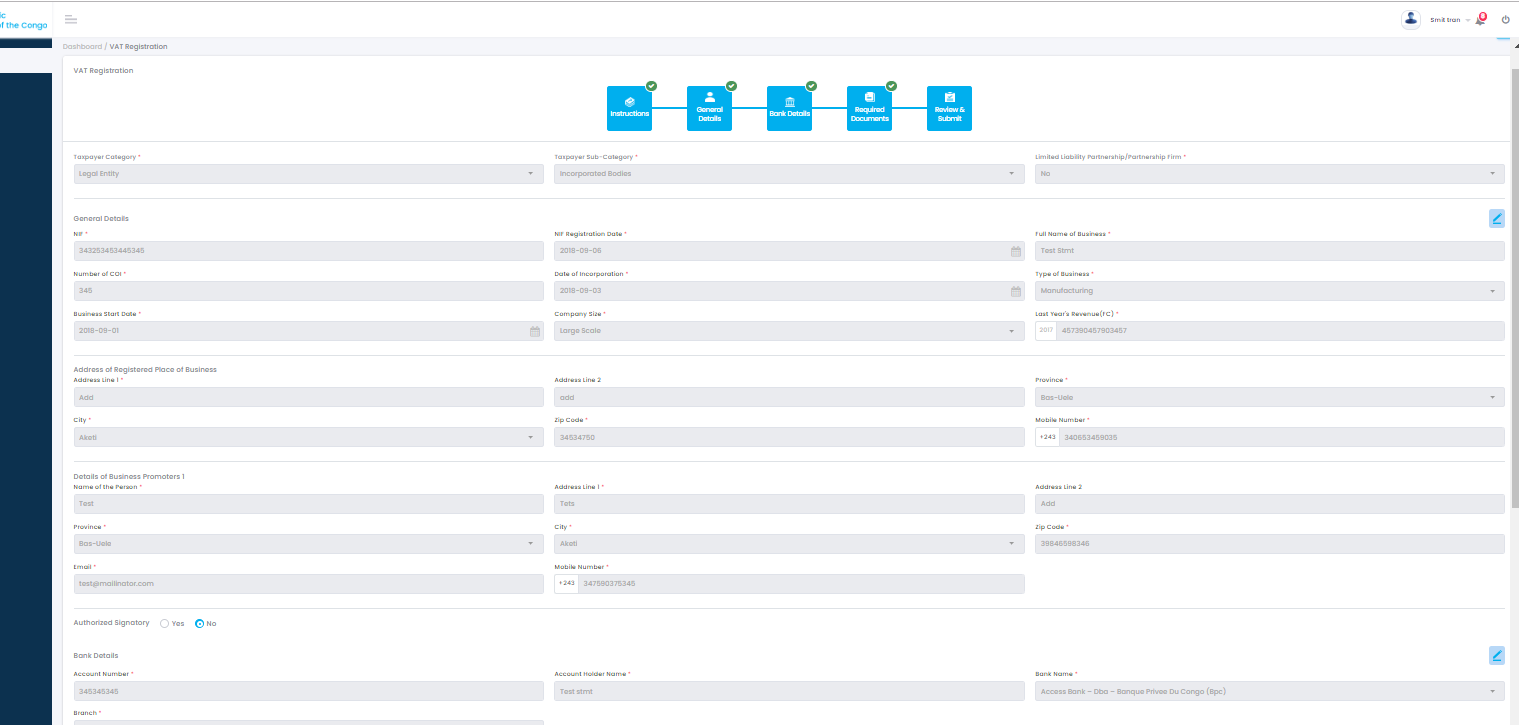 ic
of the Congo
Smit tran
Dashboard / VAT Registration
VAT Registration
Instructions
General
Details
Bank Details
Required
Documents
Review &
Submit
Taxpayer Category *
Taxpayer Sub-Category *
Limited Liability Partnership/Partnership Firm *
Legal Entity
Incorporated Bodies
No
General Details
NIF *
NIF Registration Date *
Full Name of Business *
343253453445345
2018-09-06
Test Stmt
Number of COI *
Date of Incorporation *
Type of Business *
345
2018-09-03
Manufacturing
Business Start Date *
Company Size *
Last Year's Revenue(FC) *
2018-09-01
Large Scale
2017 457390457903457
Address of Registered Place of Business
Address Line 1 *
Address Line 2
Province *
Add
add
Bas-Uele
City *
Zip Code *
Mobile Number *
Aketi
34534750
+243 340653459035
Details of Business Promoters 1
Name of the Person *
Address Line 1 *
Address Line 2
Test
Tets
Add
Province *
City *
Zip Code *
Bas-Uele
Aketi
39846598346
Email *
Mobile Number *
test@mailinator.com
+243 347590375345
Authorized Signatory Yes No
Bank Details
Account Number *
Account Holder Name *
Bank Name *
345345345
Test stmt
Access Bank – Dba – Banque Privee Du Congo (Bpc)
Branch *